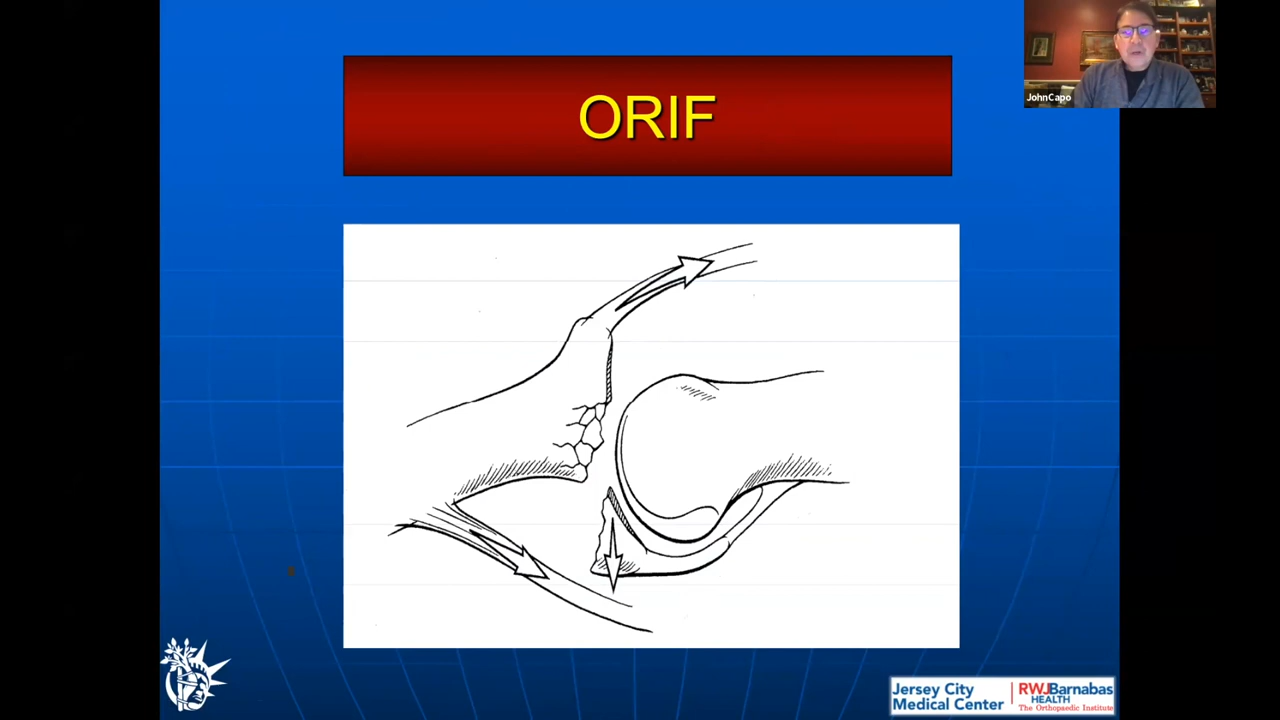 ORIF
JohnCapo
Jersey City
Medical Center
RWJBarnabas
HEALTH
The Orthopaedic Institute